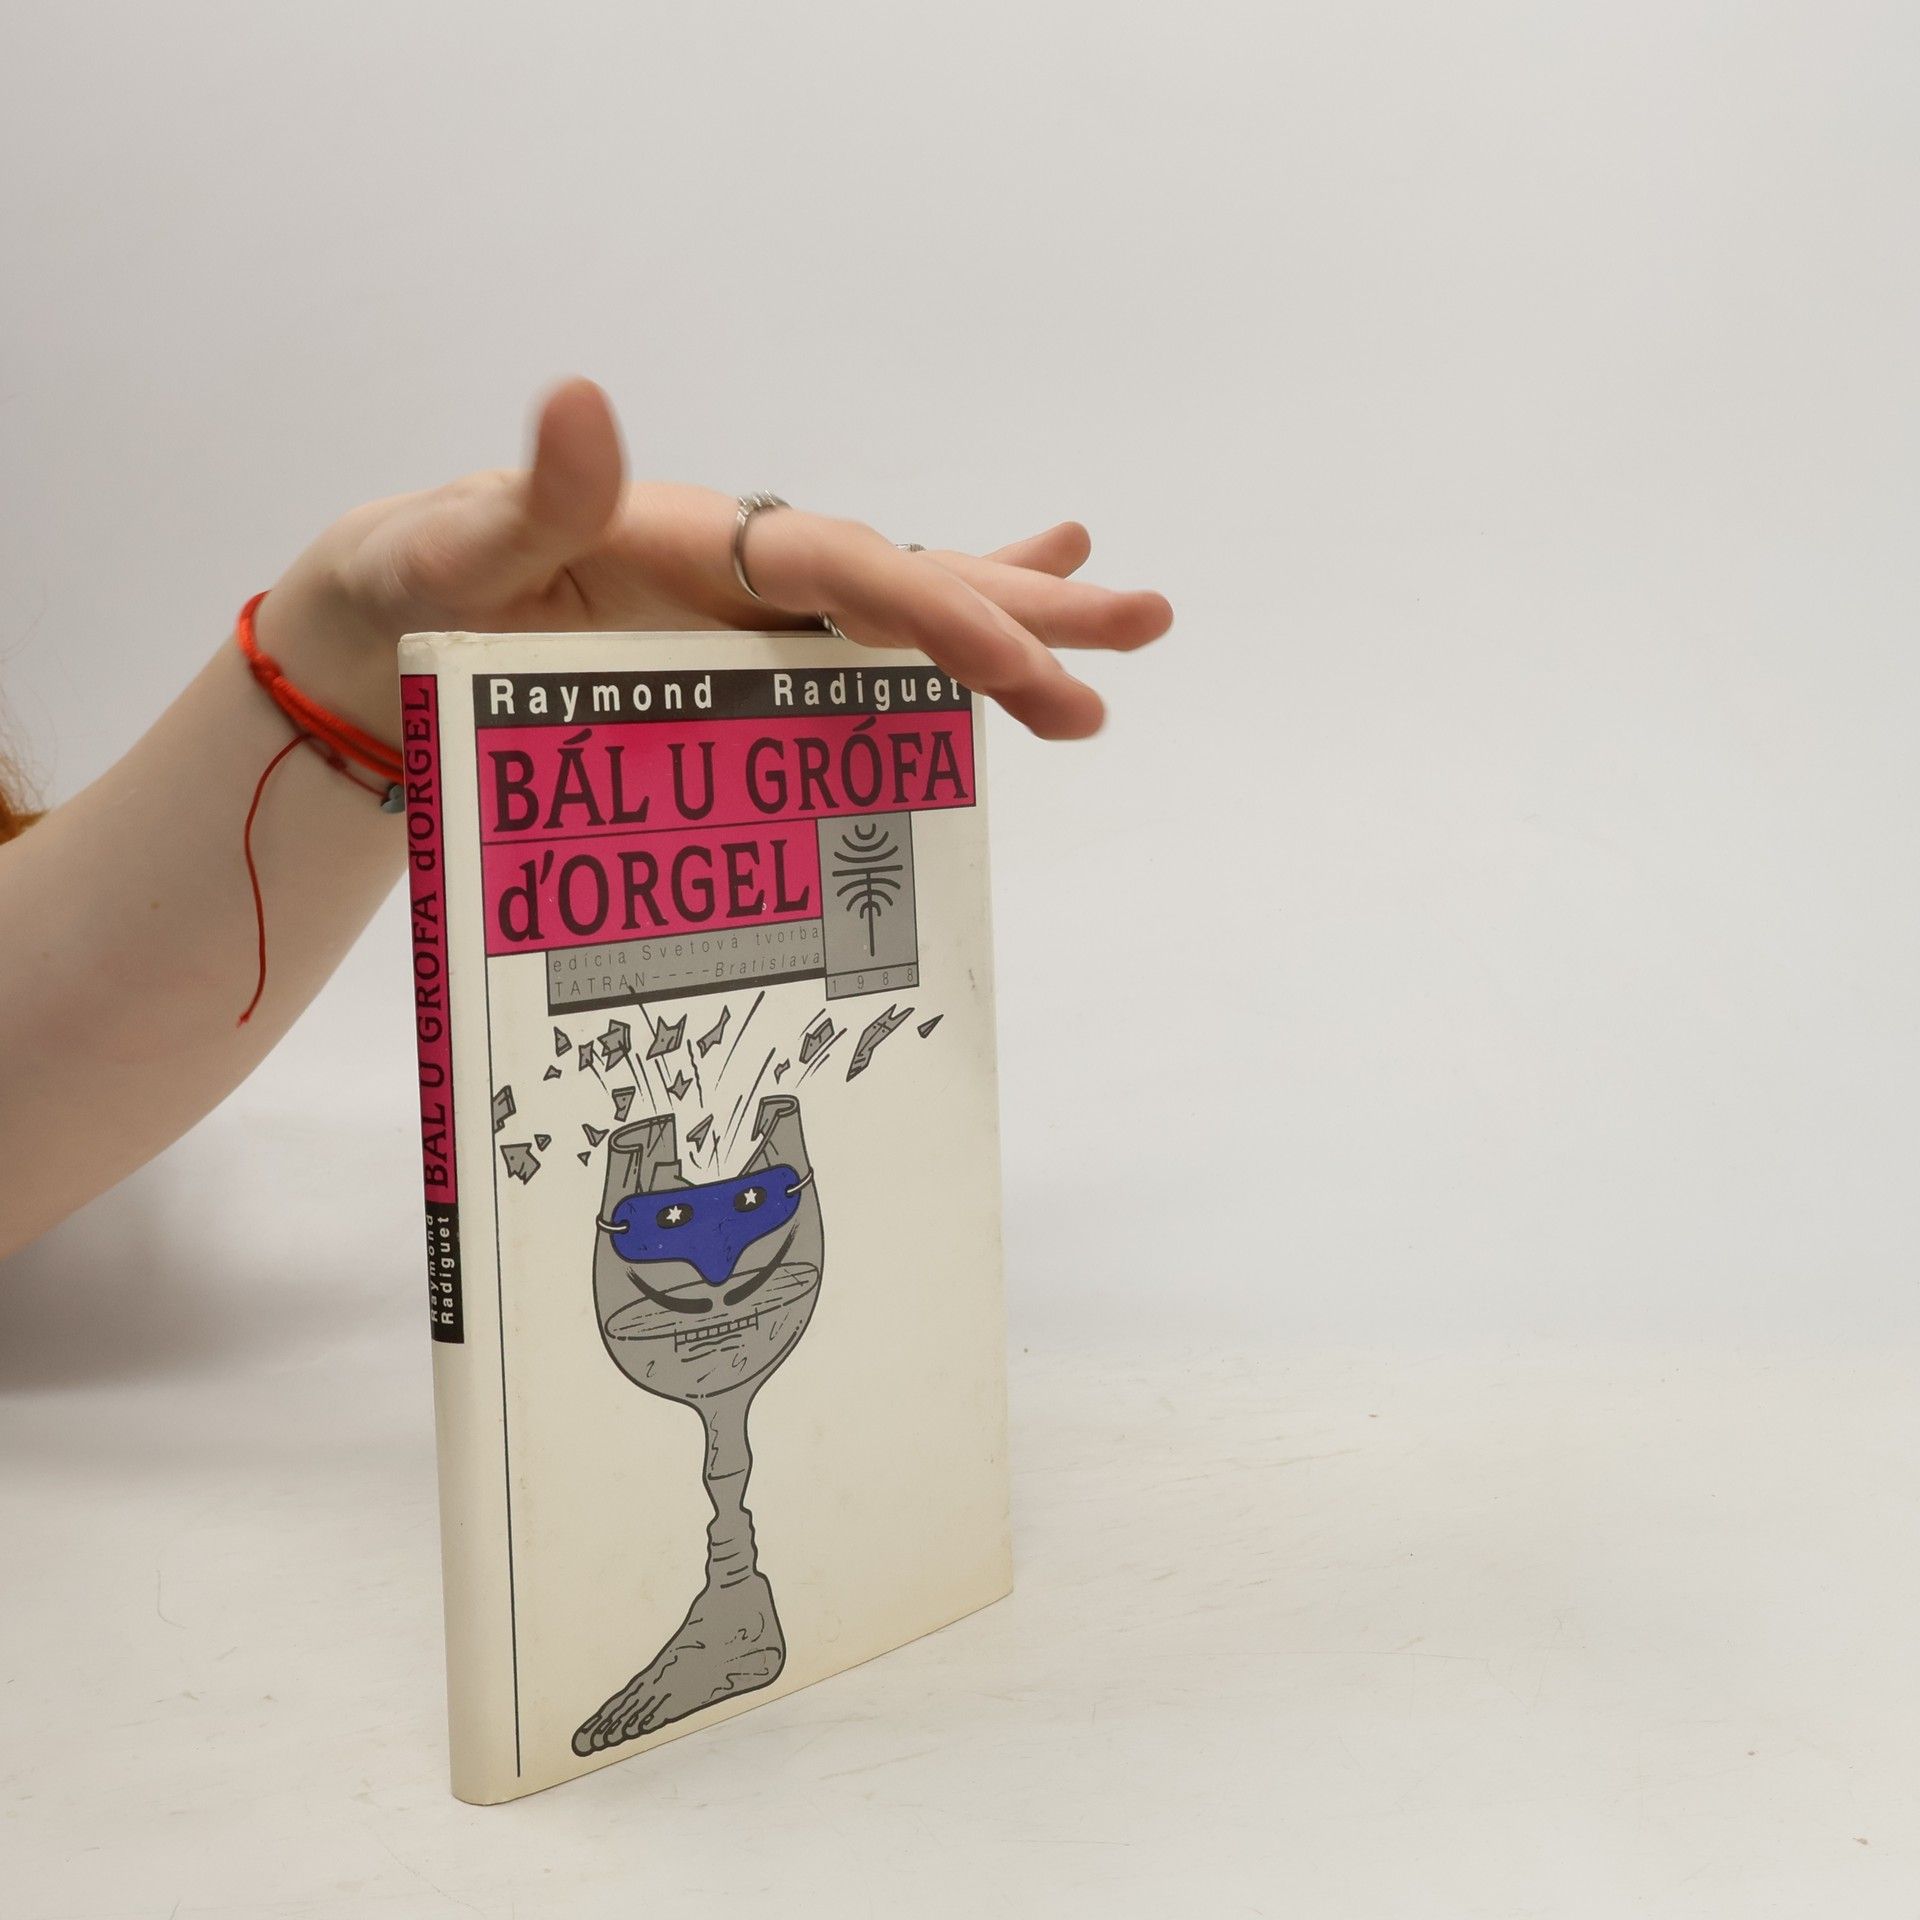 Raymond Radiguet
BÁL U GRÓFA
d'ORGEL
edícia Svetová tvorba
TATRAN----Bratislava
1988
BÁL U GRÓFA d'ORGEL
Raymond
Radiguet